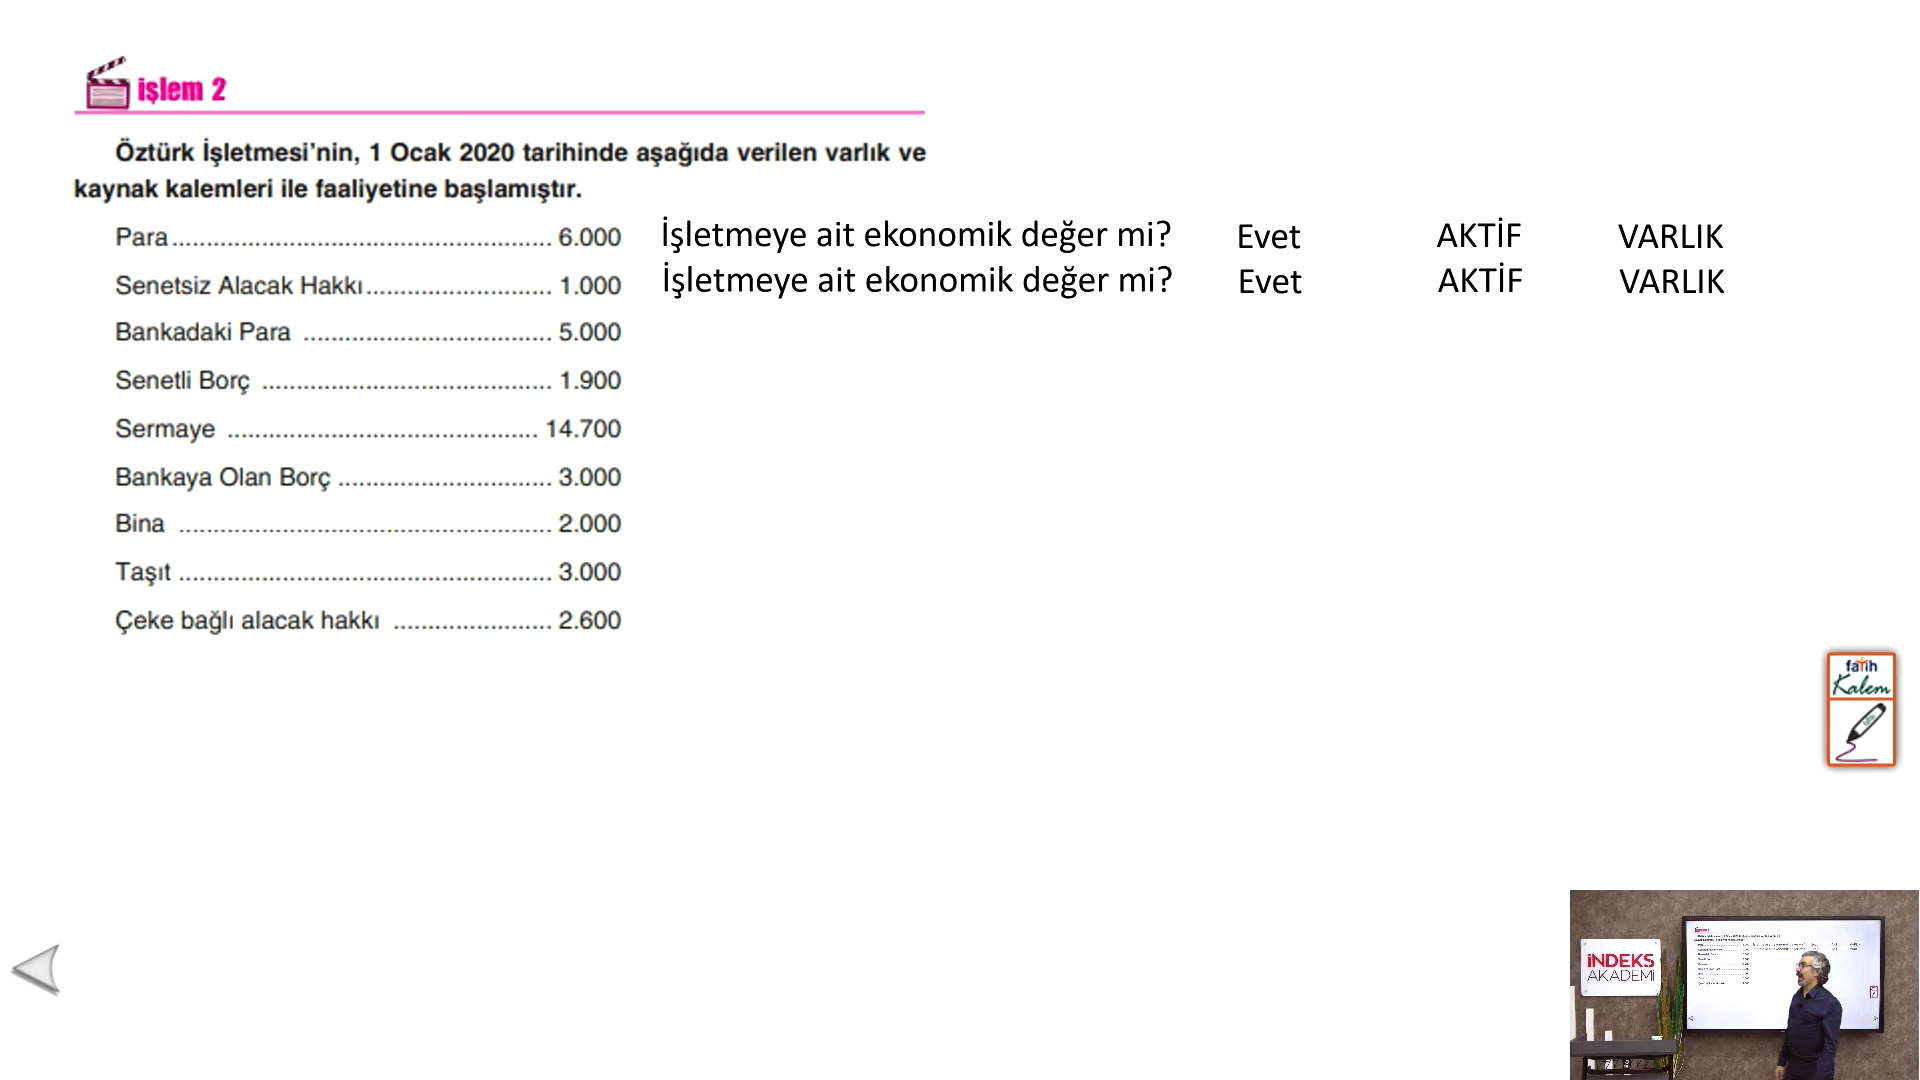 işlem 2
Öztürk İşletmesi'nin, 1 Ocak 2020 tarihinde aşağıda verilen varlık ve
kaynak kalemleri ile faaliyetine başlamıştır.
Para ...................................................... 6.000 İşletmeye ait ekonomik değer mi? Evet AKTİF VARLIK
Senetsiz Alacak Hakkı ........................... 1.000 İşletmeye ait ekonomik değer mi? Evet AKTİF VARLIK
Bankadaki Para .................................... 5.000
Senetli Borç .......................................... 1.900
Sermaye ............................................. 14.700
Bankaya Olan Borç ............................... 3.000
Bina ...................................................... 2.000
Taşıt ...................................................... 3.000
Çeke bağlı alacak hakkı ....................... 2.600
fatih
Kalem
İNDEKS
AKADEMİ